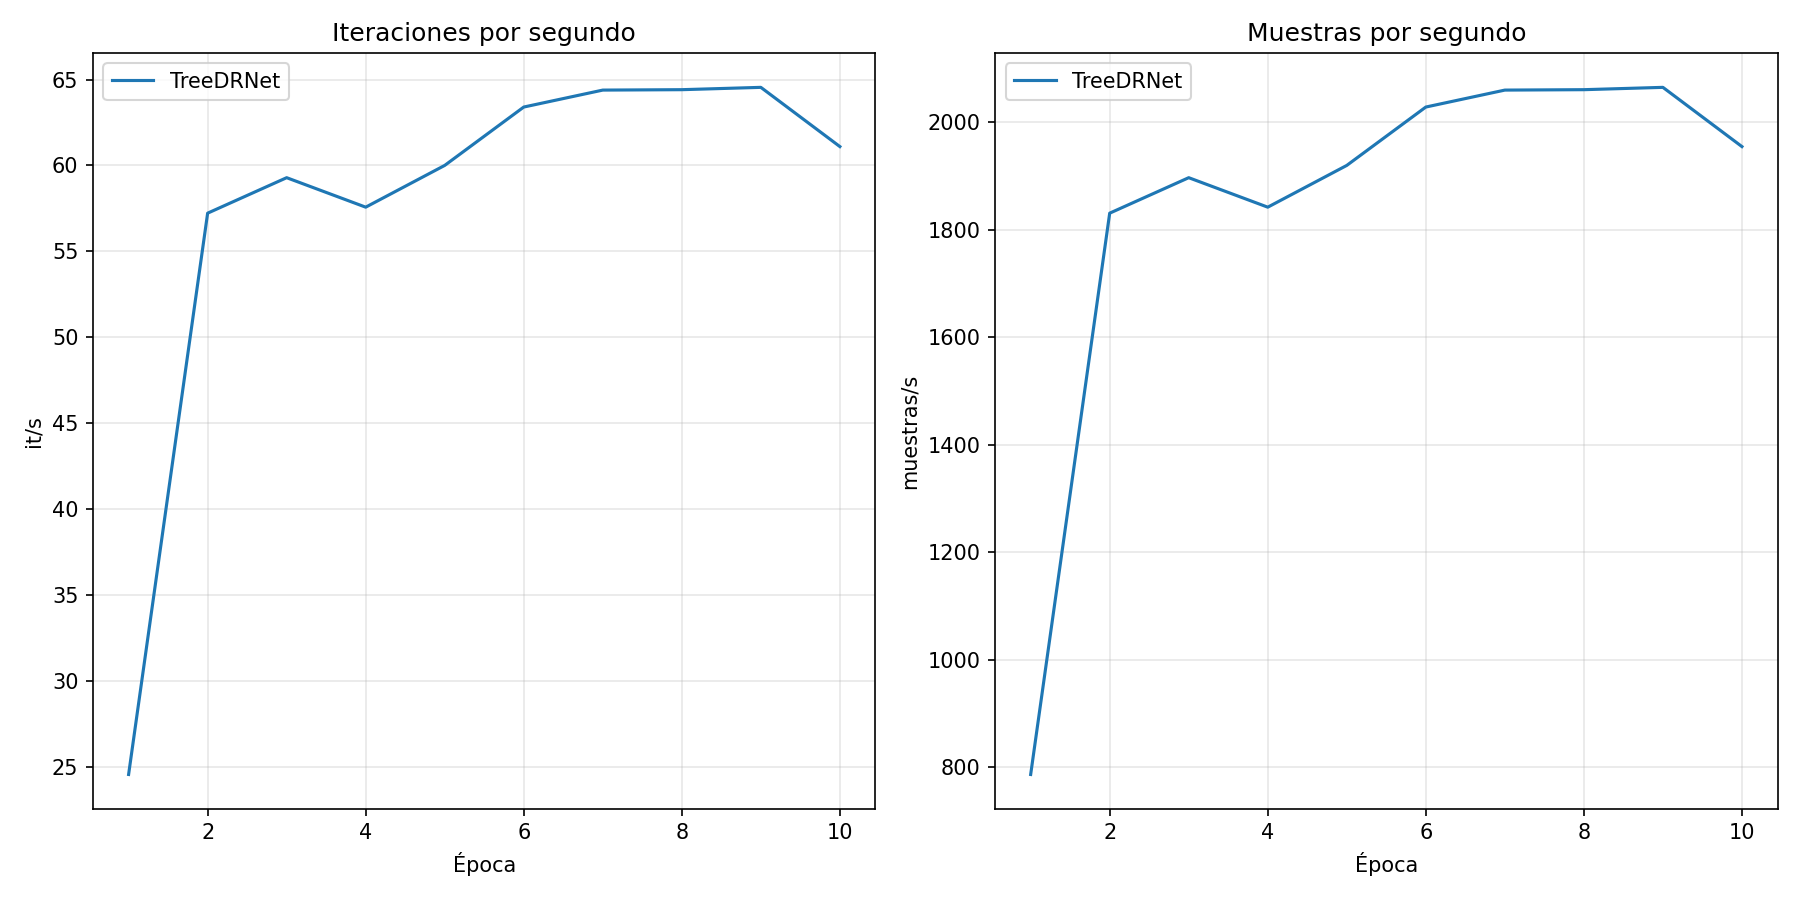 Iteraciones por segundo
TreeDRNet
65
60
55
50
45
40
35
30
25
it/s
2 4 6 8 10
Época
Muestras por segundo
TreeDRNet
2000
1800
1600
1400
1200
1000
800
muestras/s
2 4 6 8 10
Época